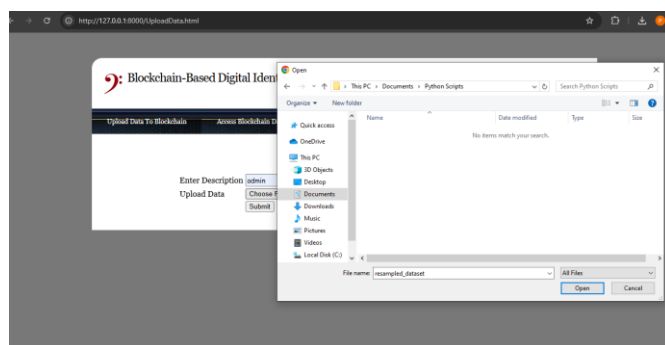 http://127.0.0.1:8000/UploadData.html
Blockchain-Based Digital Iden
Upload Data To Blockchain
Access Blockchain D
Enter Description
admin
Upload Data
Choose F
Submit
Open
This PC > Documents > Python Scripts
Search Python Scripts
Organize
New folder
Name
Date modified
Type
Size
No items match your search.
Quick access
OneDrive
This PC
3D Objects
Desktop
Documents
Downloads
Music
Pictures
Videos
Local Disk (C:)
File name:
resampled_dataset
All Files
Open
Cancel